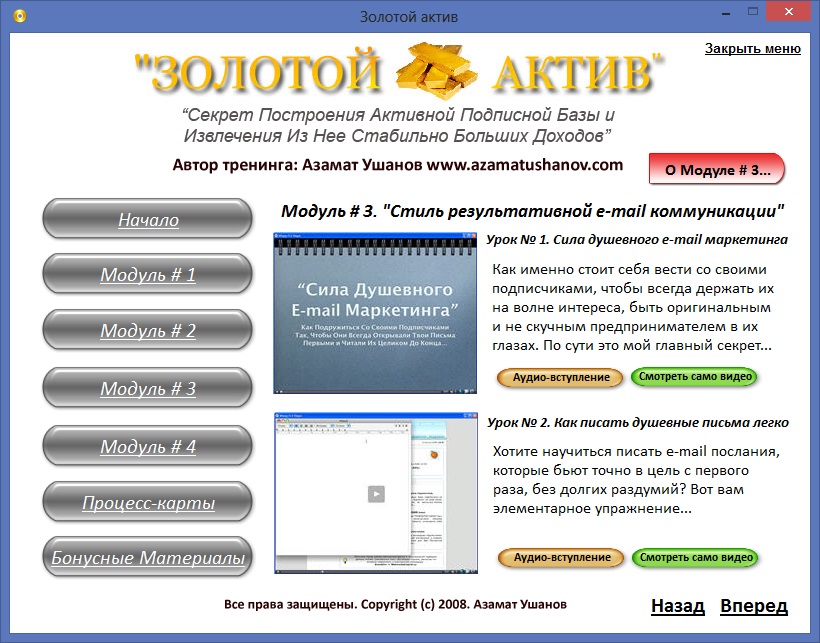 Золотой актив
Закрыть меню
"ЗОЛОТОЙ АКТИВ"
“Секрет Построения Активной Подписной Базы и
Извлечения Из Нее Стабильно Больших Доходов”
Автор тренинга: Азамат Ушанов www.azamatushanov.com
О Модуле # 3...
Начало
Модуль # 1
Модуль # 2
Модуль # 3
Модуль # 4
Процесс-карты
Бонусные Материалы
Модуль # 3. "Стиль результативной e-mail коммуникации"
“Сила Душевного
E-mail Маркетинга”
Как Подружиться Со Своими Подписчиками
Так, Чтобы Они Всегда Открывали Твои Письма
Первыми и Читали Их Целиком До Конца...
Урок № 1. Сила душевного e-mail маркетинга
Как именно стоит себя вести со своими
подписчиками, чтобы всегда держать их
на волне интереса, быть оригинальным
и не скучным предпринимателем в их
глазах. По сути это мой главный секрет...
Аудио-вступление
Смотреть само видео
Урок № 2. Как писать душевные письма легко
Хотите научиться писать e-mail послания,
которые бьют точно в цель с первого
раза, без долгих раздумий? Вот вам
элементарное упражнение...
Аудио-вступление
Смотреть само видео
Все права защищены. Copyright (c) 2008. Азамат Ушанов
Назад
Вперед